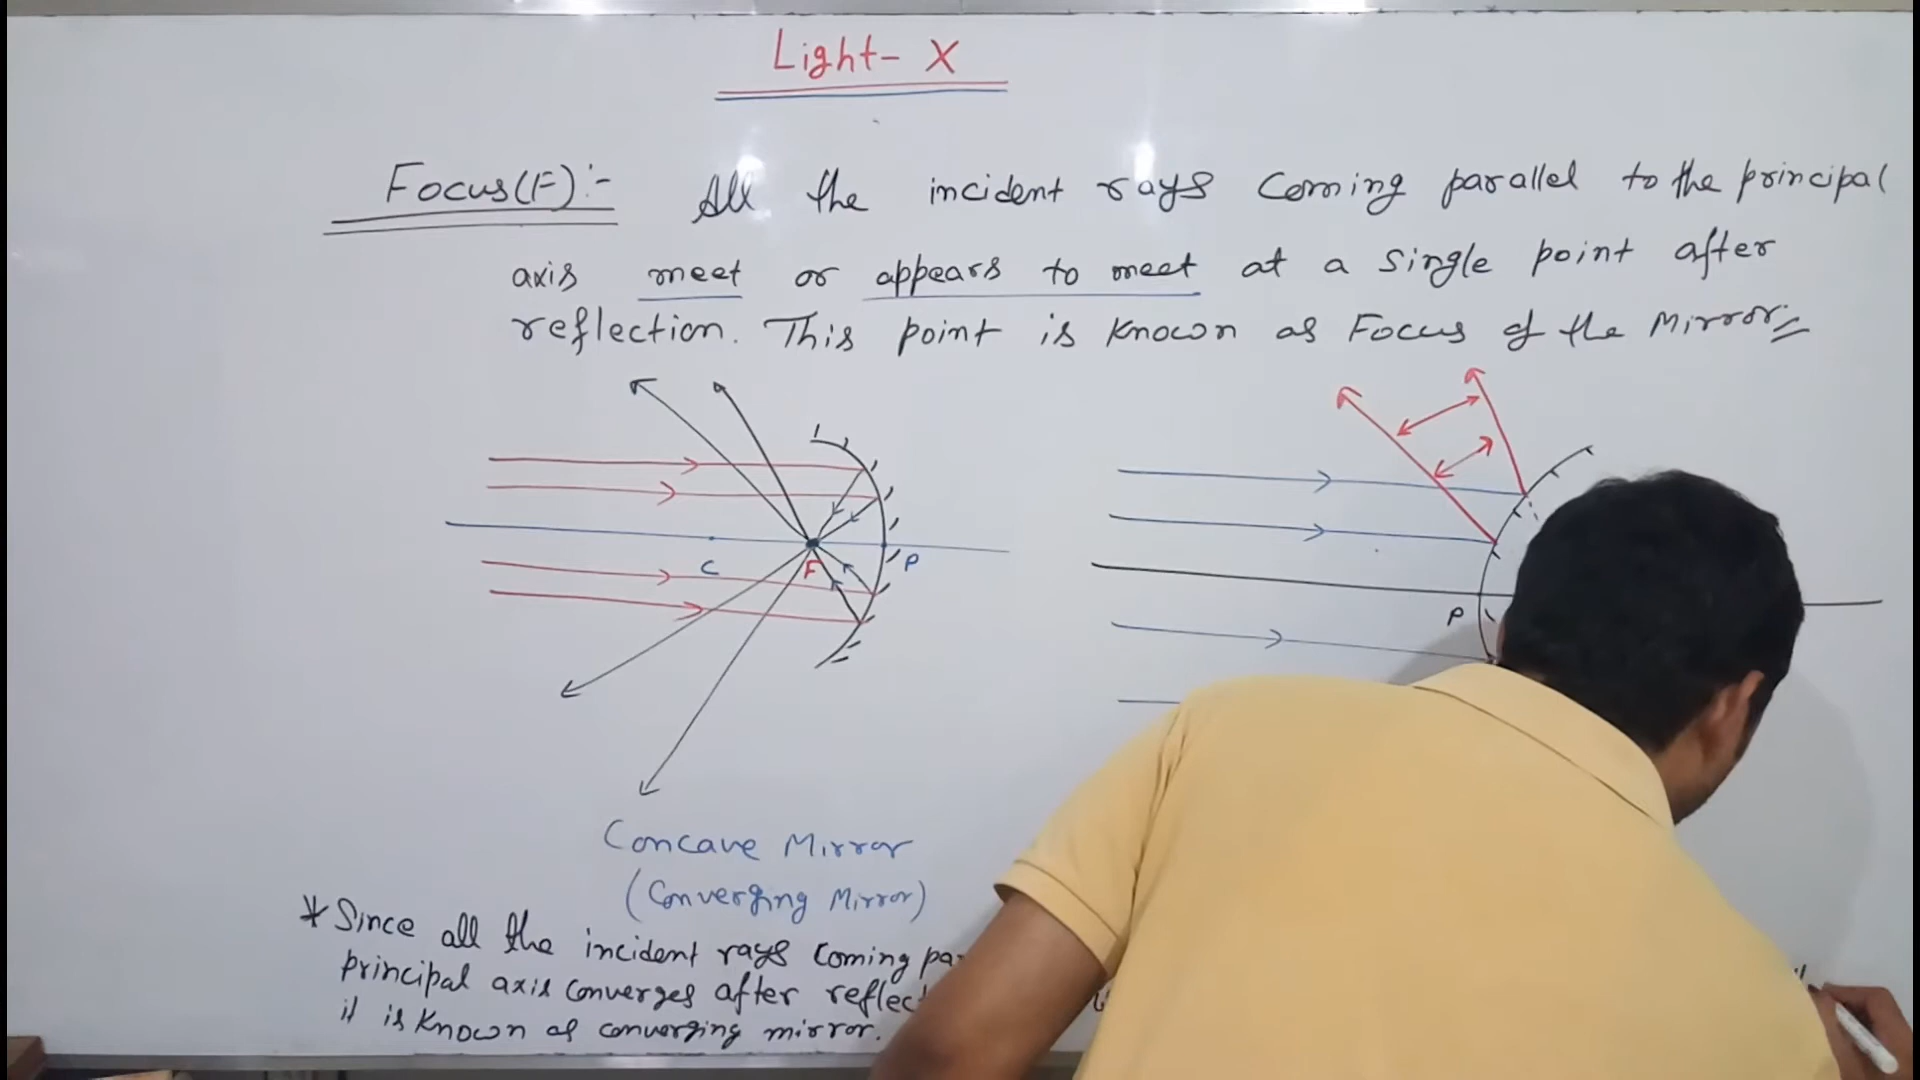 Light- X
Focus(F):- All the incident rays coming parallel to the principal
axis meet or appears to meet at a single point after
reflection. This point is known as Focus of the Mirror
C F P
P
Concave Mirror
(Converging Mirror)
* Since all the incident rays coming
principal axis converges after
it is known as converging mirror.